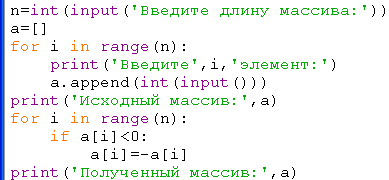 n=int(input('Введите длину массива:'))
a=[]
for i in range(n):
    print('Введите',i,'элемент:')
    a.append(int(input()))
print('Исходный массив:',a)
for i in range(n):
    if a[i]<0:
        a[i]=-a[i]
print('Полученный массив:',a)